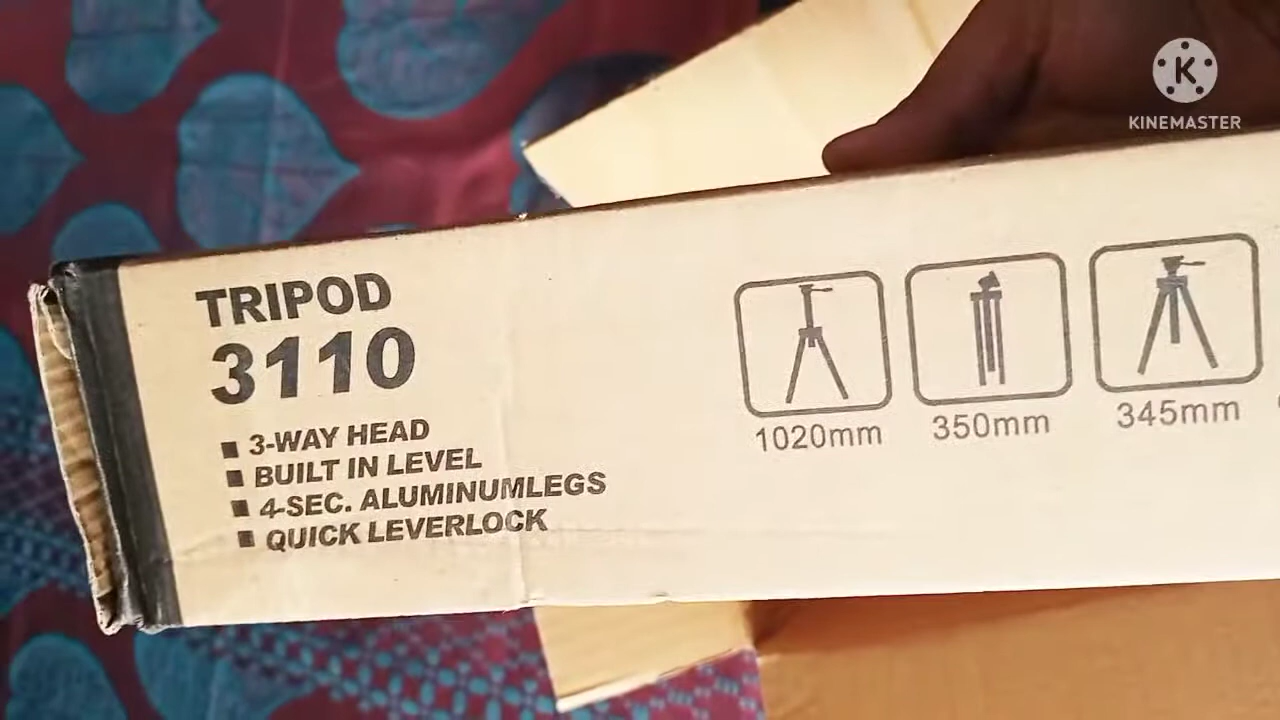 K
KINEMASTER
TRIPOD
3110
3-WAY HEAD
BUILT IN LEVEL
4-SEC. ALUMINUMLEGS
QUICK LEVERLOCK
1020mm
350mm
345mm